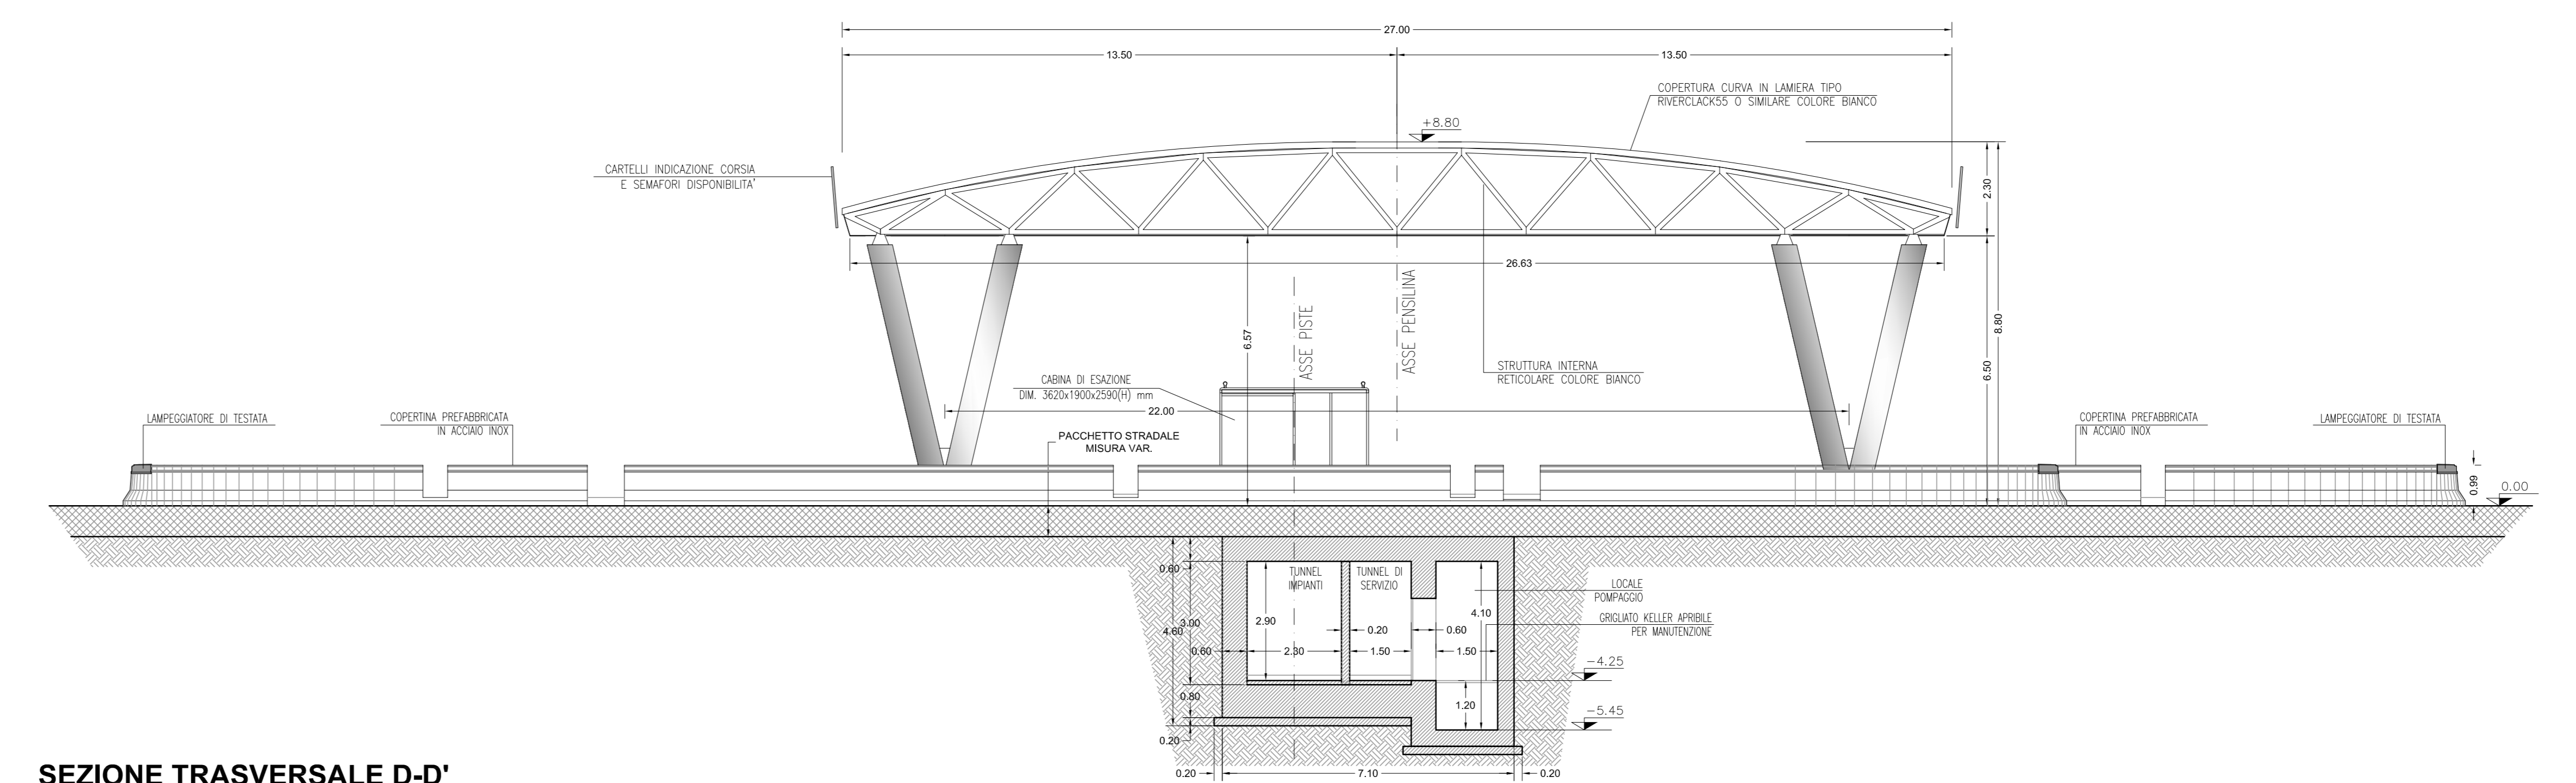 27.00
13.50
13.50
COPERTURA CURVA IN LAMIERA TIPO
RIVERCLACK55 O SIMILARE COLORE BIANCO
+8.80
CARTELLI INDICAZIONE CORSIA
E SEMAFORI DISPONIBILITA'
2.30
26.63
ASSE PISTE
ASSE PENSILINA
6.57
8.80
6.50
STRUTTURA INTERNA
RETICOLARE COLORE BIANCO
CABINA DI ESAZIONE
DIM. 3620x1900x2590(H) mm
22.00
LAMPEGGIATORE DI TESTATA
COPERTINA PREFABBRICATA
IN ACCIAIO INOX
PACCHETTO STRADALE
MISURA VAR.
COPERTINA PREFABBRICATA
IN ACCIAIO INOX
LAMPEGGIATORE DI TESTATA
0.99
0.00
0.60
TUNNEL
IMPIANTI
TUNNEL DI
SERVIZIO
LOCALE
POMPAGGIO
GRIGLIATO KELLER APRIBILE
PER MANUTENZIONE
4.10
2.90
3.00
4.60
0.20
0.60
0.60
2.30
1.50
1.50
-4.25
0.80
1.20
-5.45
0.20
0.20
7.10
0.20
SEZIONE TRASVERSALE D-D'